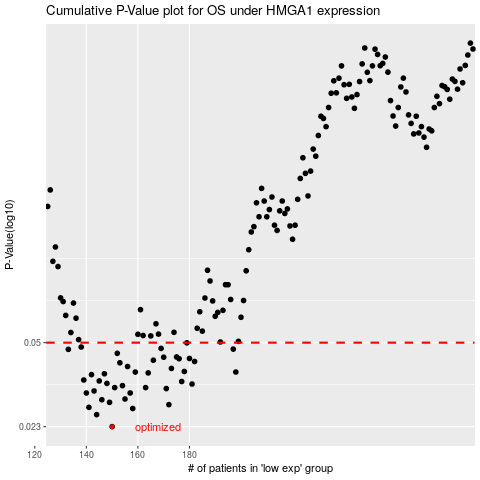 Cumulative P-Value plot for OS under HMGA1 expression
P-Value(log10)
0.05
0.023
optimized
120 140 160 180
# of patients in 'low exp' group